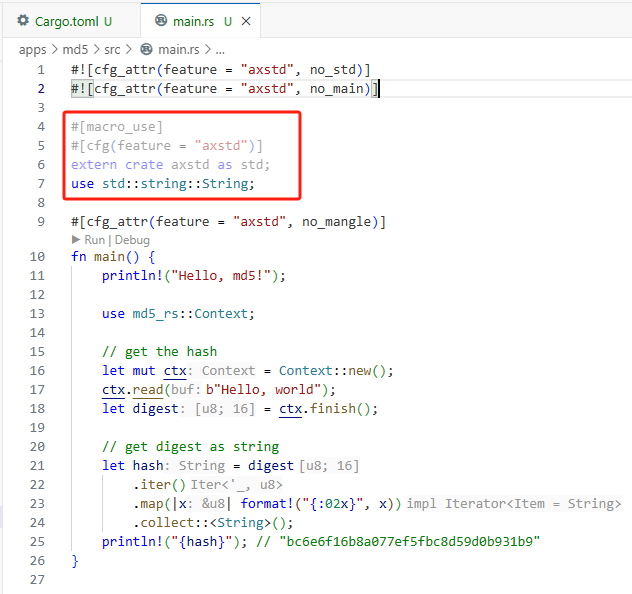 Cargo.toml U
main.rs U
apps > md5 > src > main.rs > ...
1 #![cfg_attr(feature = "axstd", no_std)]
2 #![cfg_attr(feature = "axstd", no_main)]
3
4 #[macro_use]
5 #[cfg(feature = "axstd")]
6 extern crate axstd as std;
7 use std::string::String;
8
9 #[cfg_attr(feature = "axstd", no_mangle)]
Run | Debug
10 fn main() {
11 println!("Hello, md5!");
12
13 use md5_rs::Context;
14
15 // get the hash
16 let mut ctx: Context = Context::new();
17 ctx.read(buf: b"Hello, world");
18 let digest: [u8; 16] = ctx.finish();
19
20 // get digest as string
21 let hash: String = digest [u8; 16]
22 .iter() Iter<'_, u8>
23 .map(|x: &u8| format!("{:02x}", x)) impl Iterator<Item = String>
24 .collect::<String>();
25 println!("{hash}"); // "bc6e6f16b8a077ef5fbc8d59d0b931b9"
26 }
27